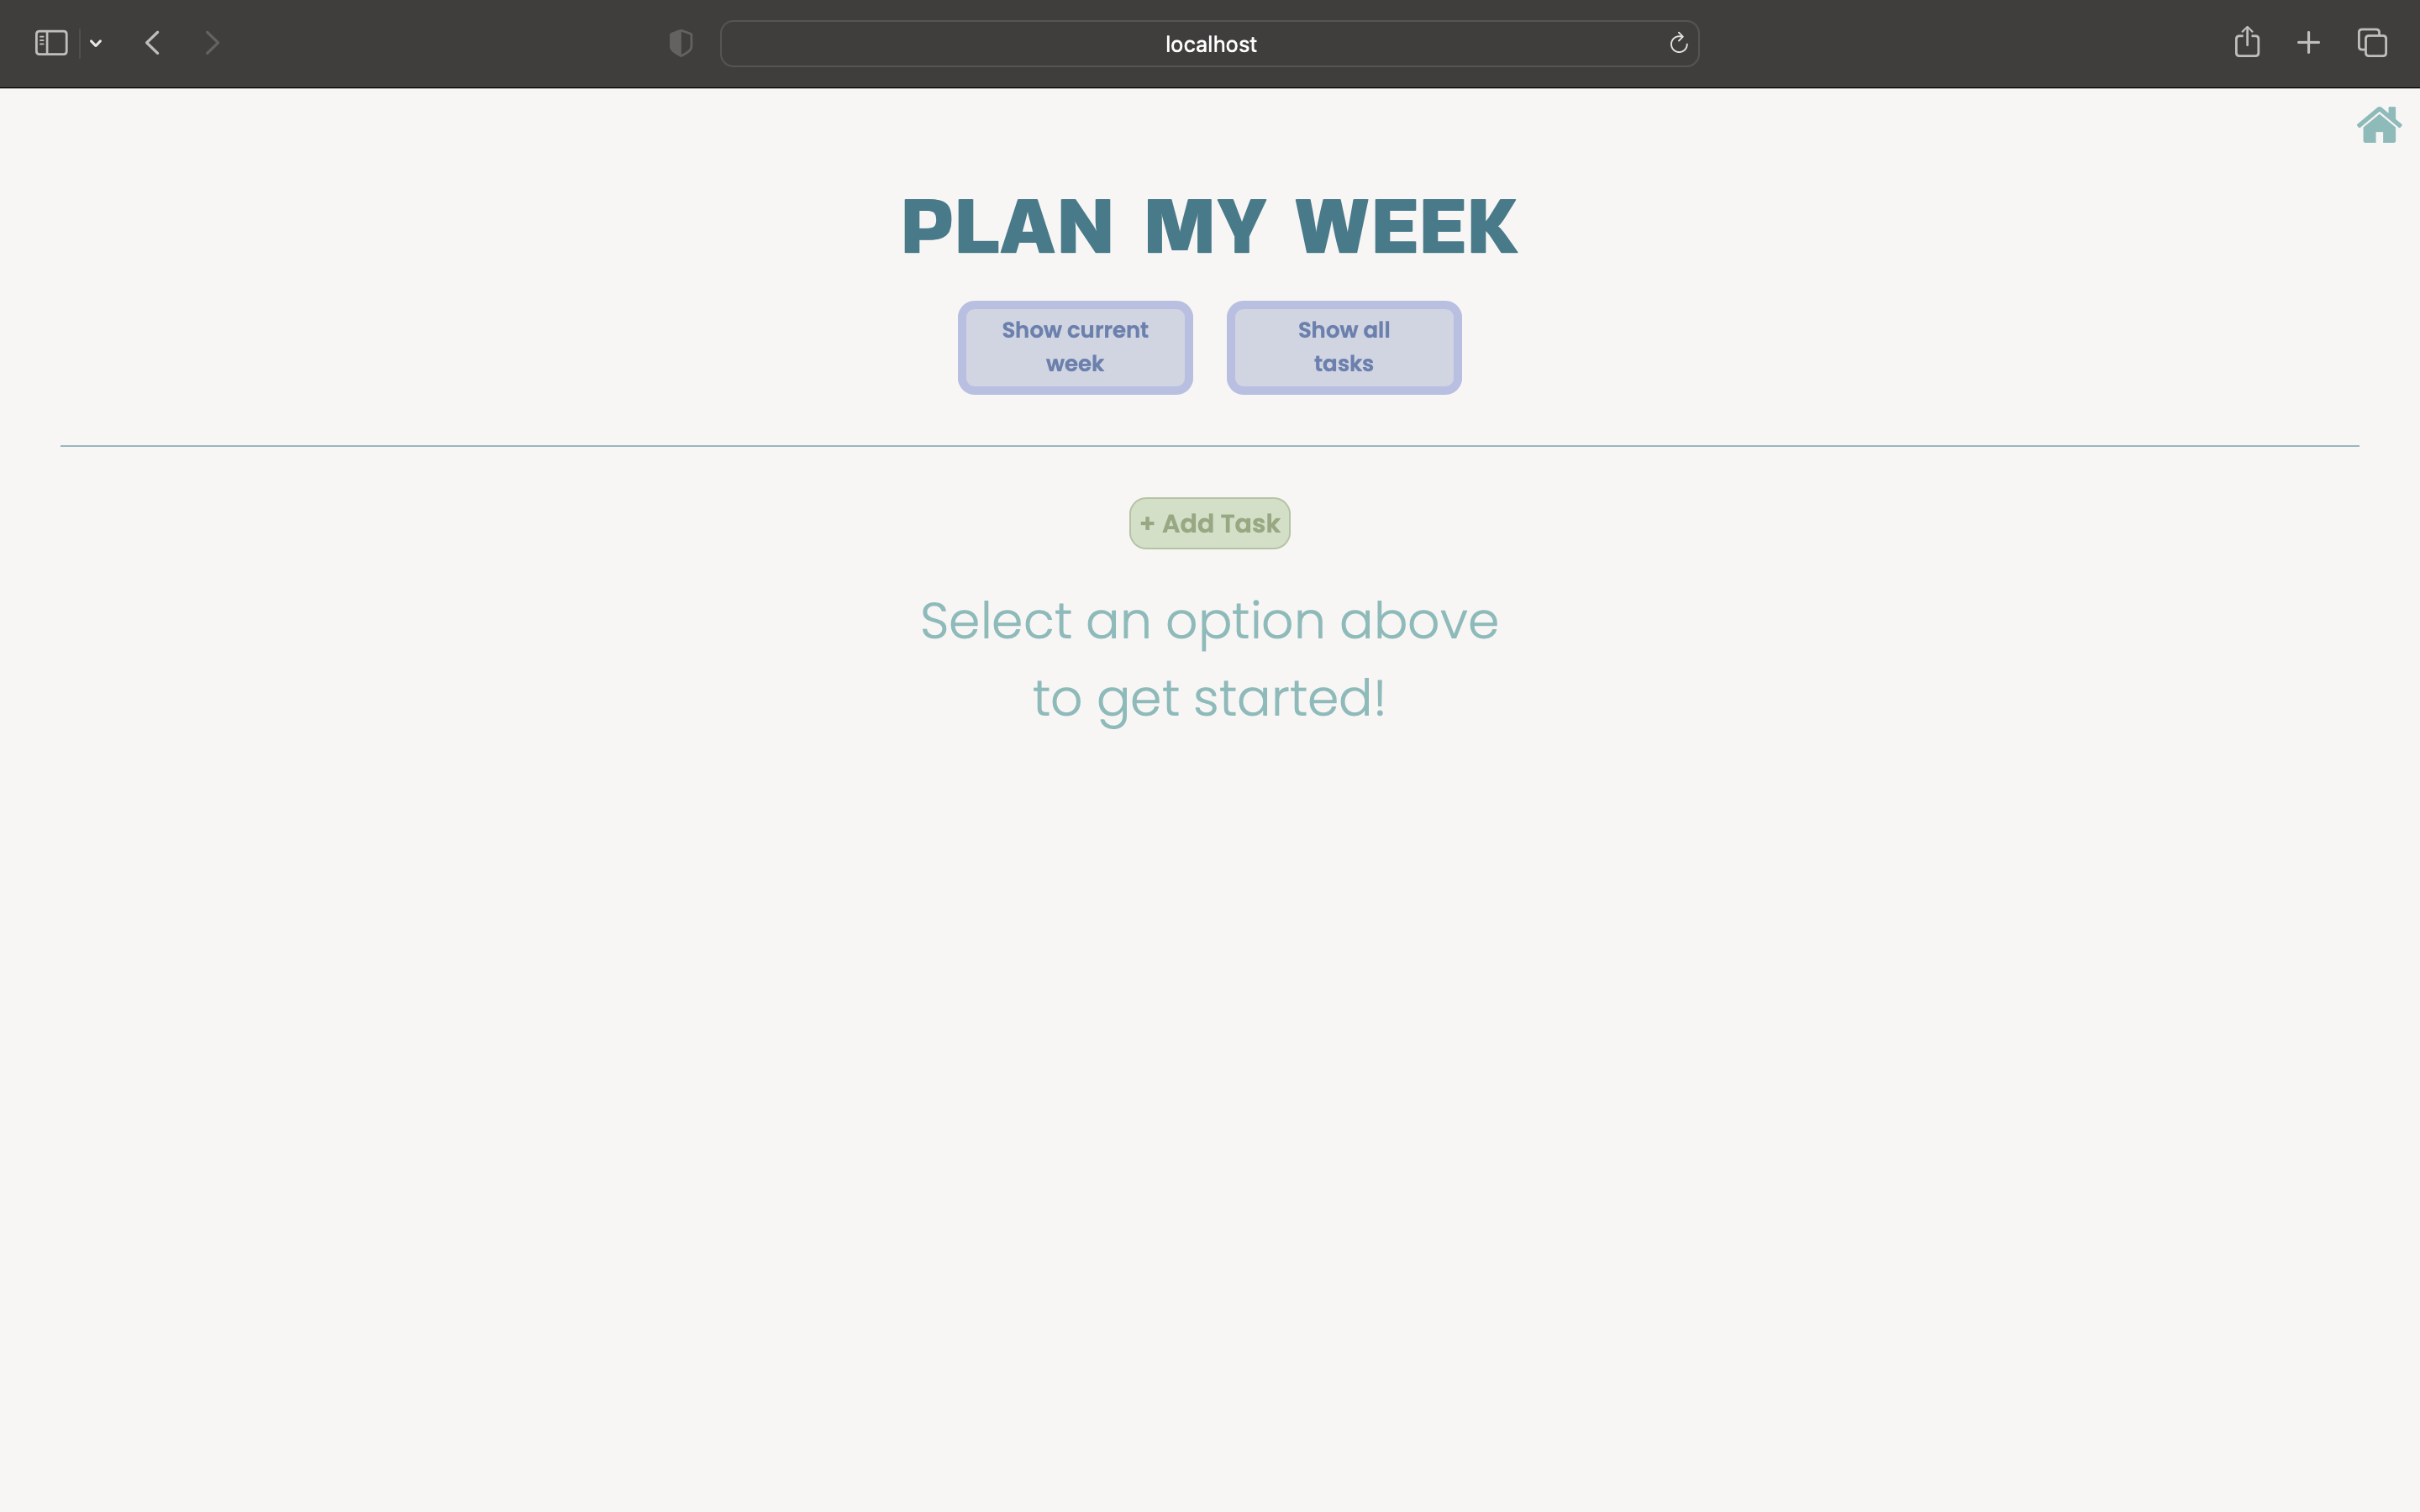 localhost
PLAN MY WEEK
Show current
week
Show all
tasks
+ Add Task
Select an option above
to get started!